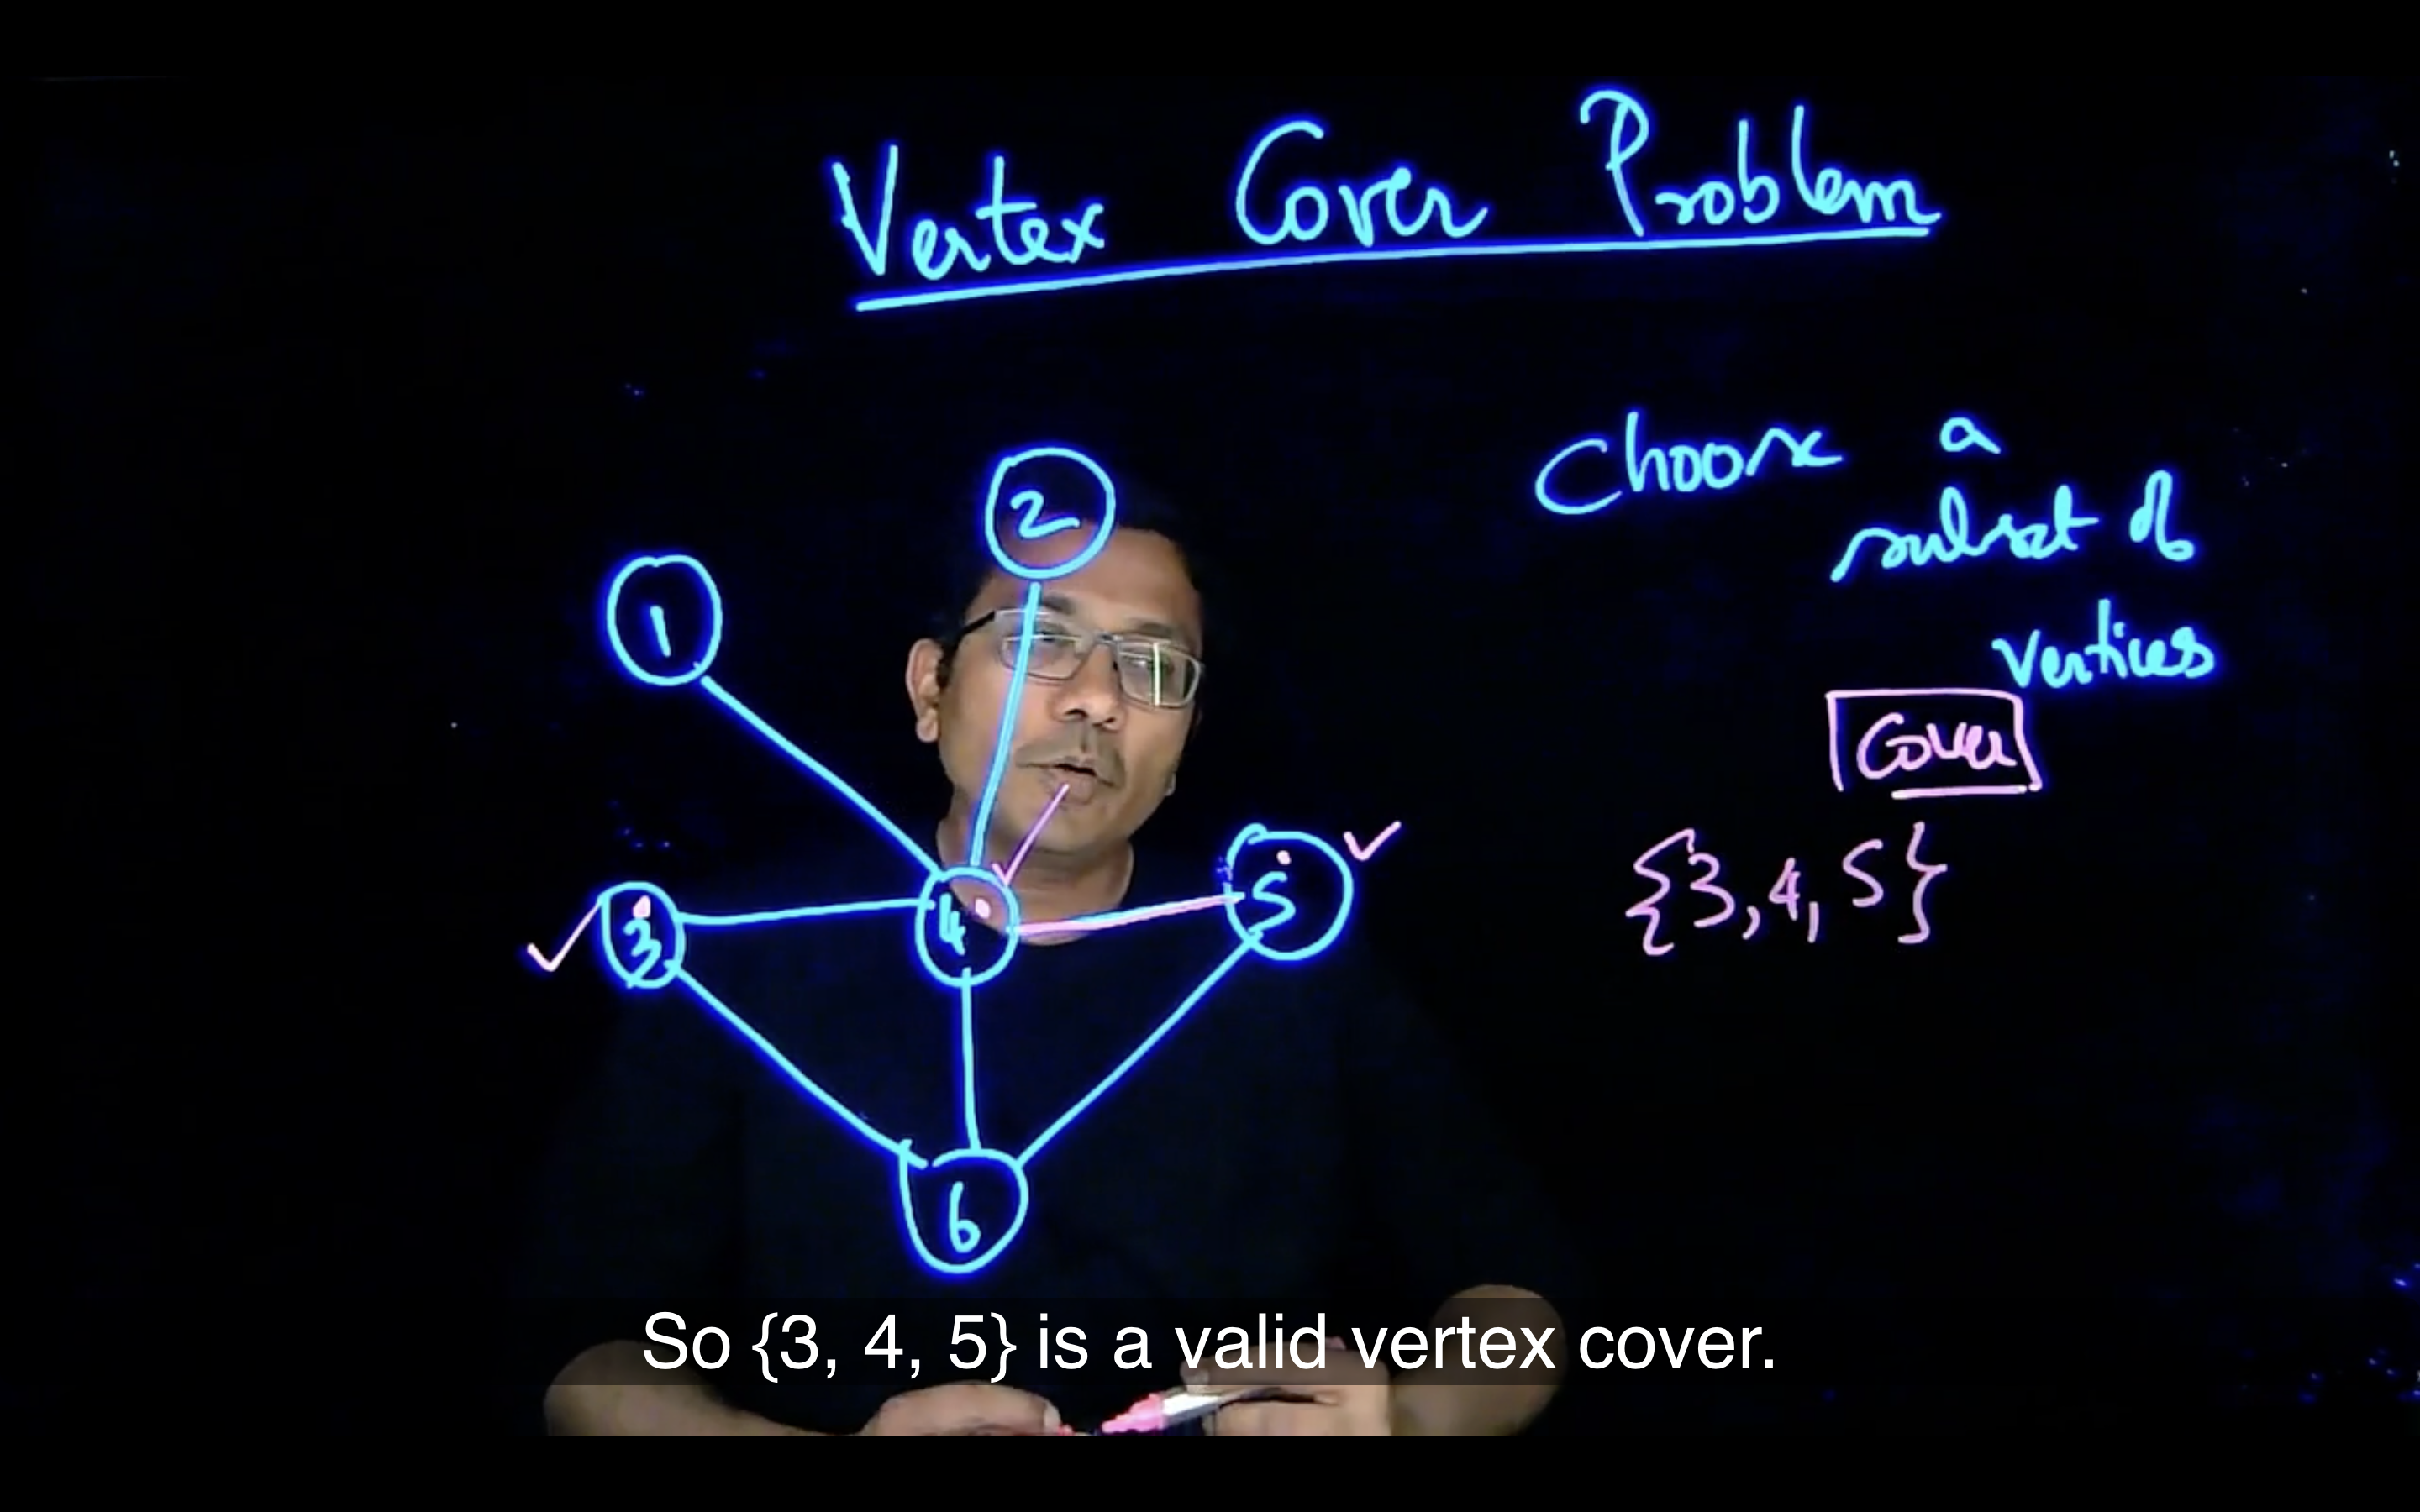 Vertex Cover Problem
Choose a
subset of
vertices
Cover
{3, 4, 5}
2
1
3
4
5
6
So {3, 4, 5} is a valid vertex cover.